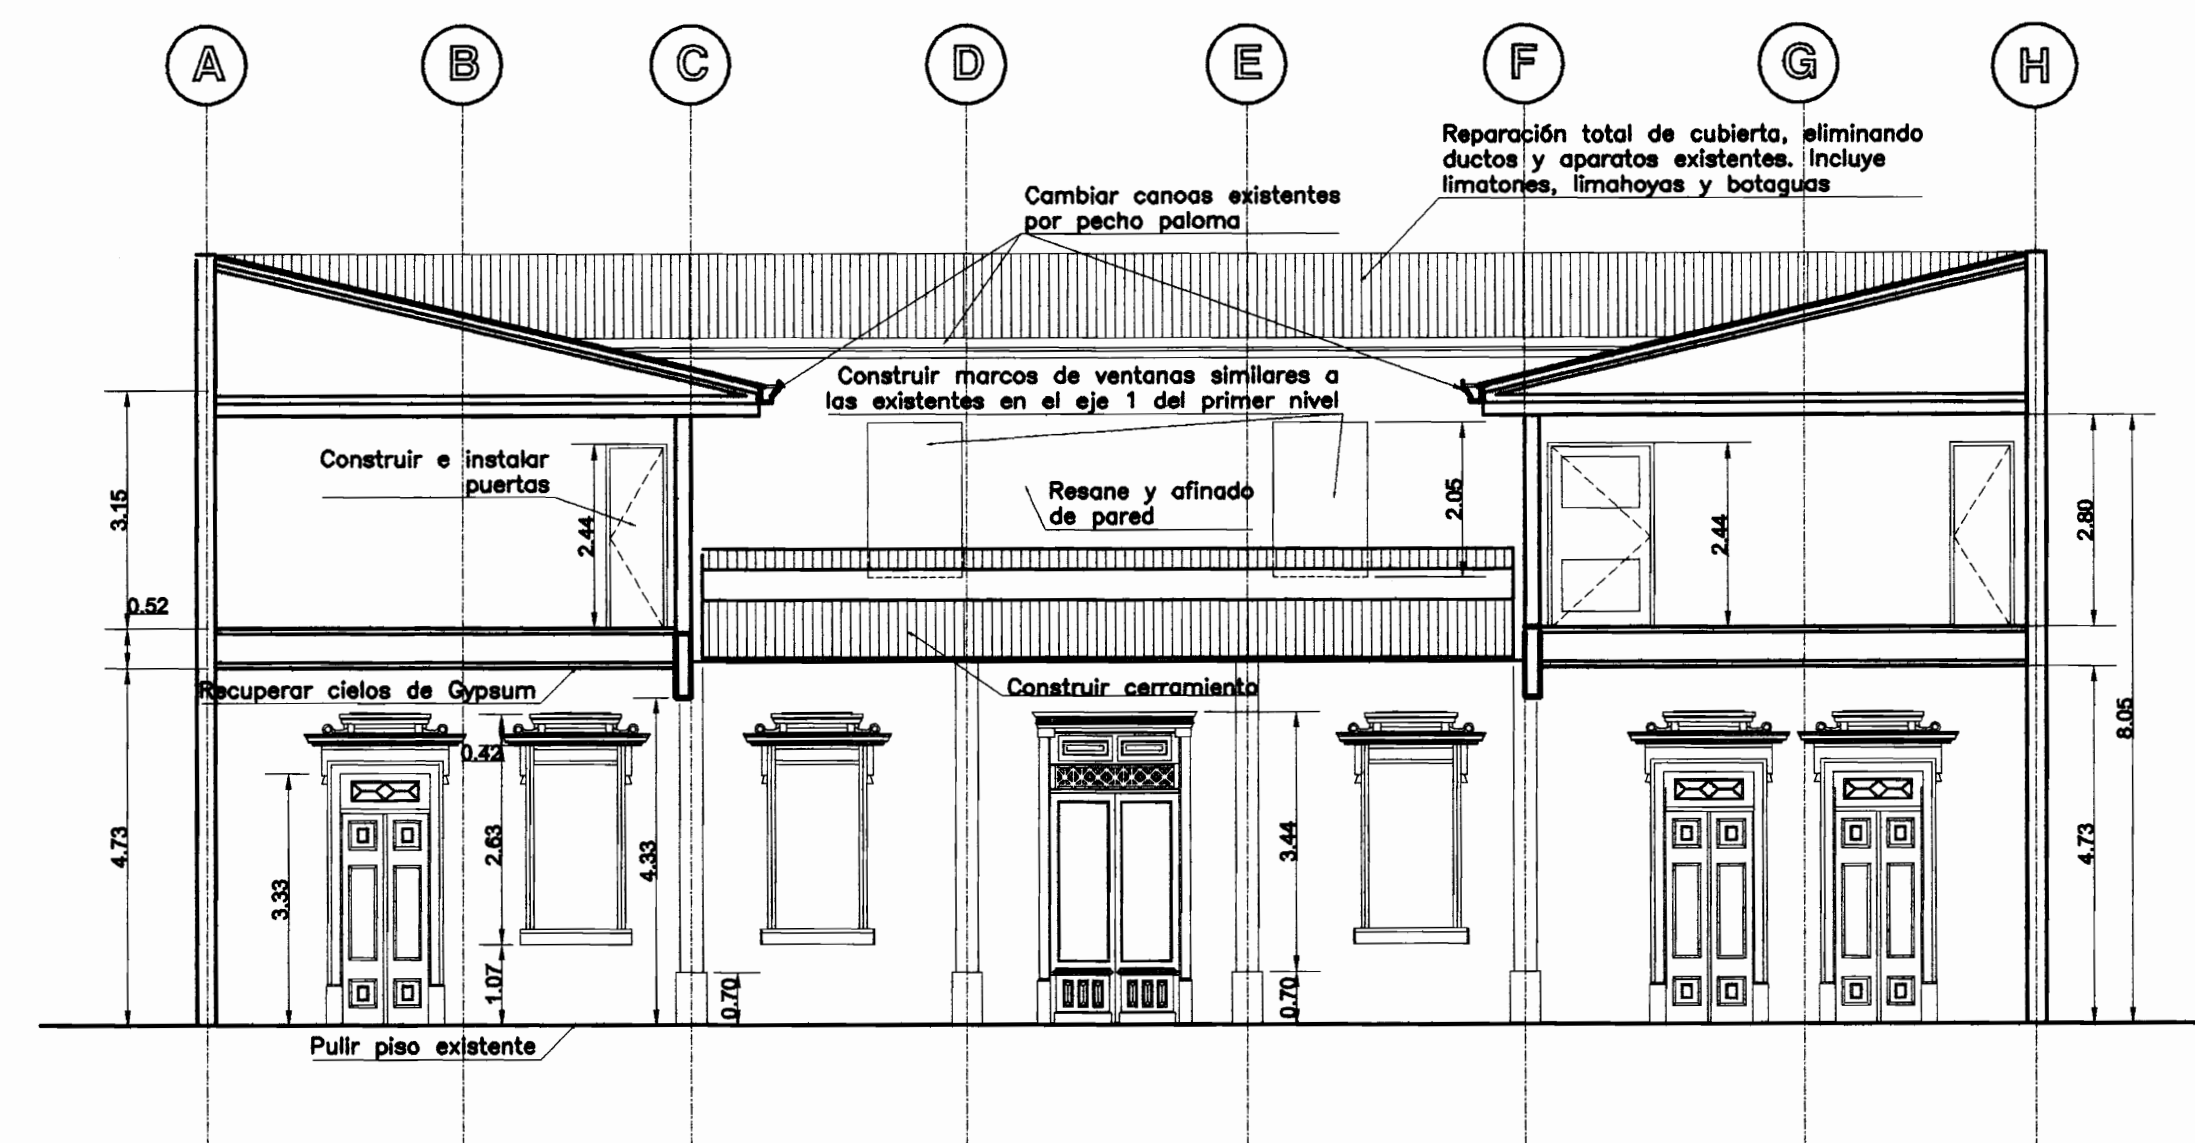 A B C D E F G H
Reparación total de cubierta, eliminando
ductos y aparatos existentes. Incluye
limatones, limahoyas y botaguas
Cambiar canoas existentes
por pecho paloma
Construir marcos de ventanas similares a
las existentes en el eje 1 del primer nivel
Construir e instalar
puertas
Resane y afinado
de pared
3.15
2.44
2.05
2.44
2.80
0.52
Recuperar cielos de Gypsum
Construir cerramiento
8.05
0.42
4.73
3.33
2.63
4.33
3.44
4.73
1.07
0.70
0.70
Pulir piso existente